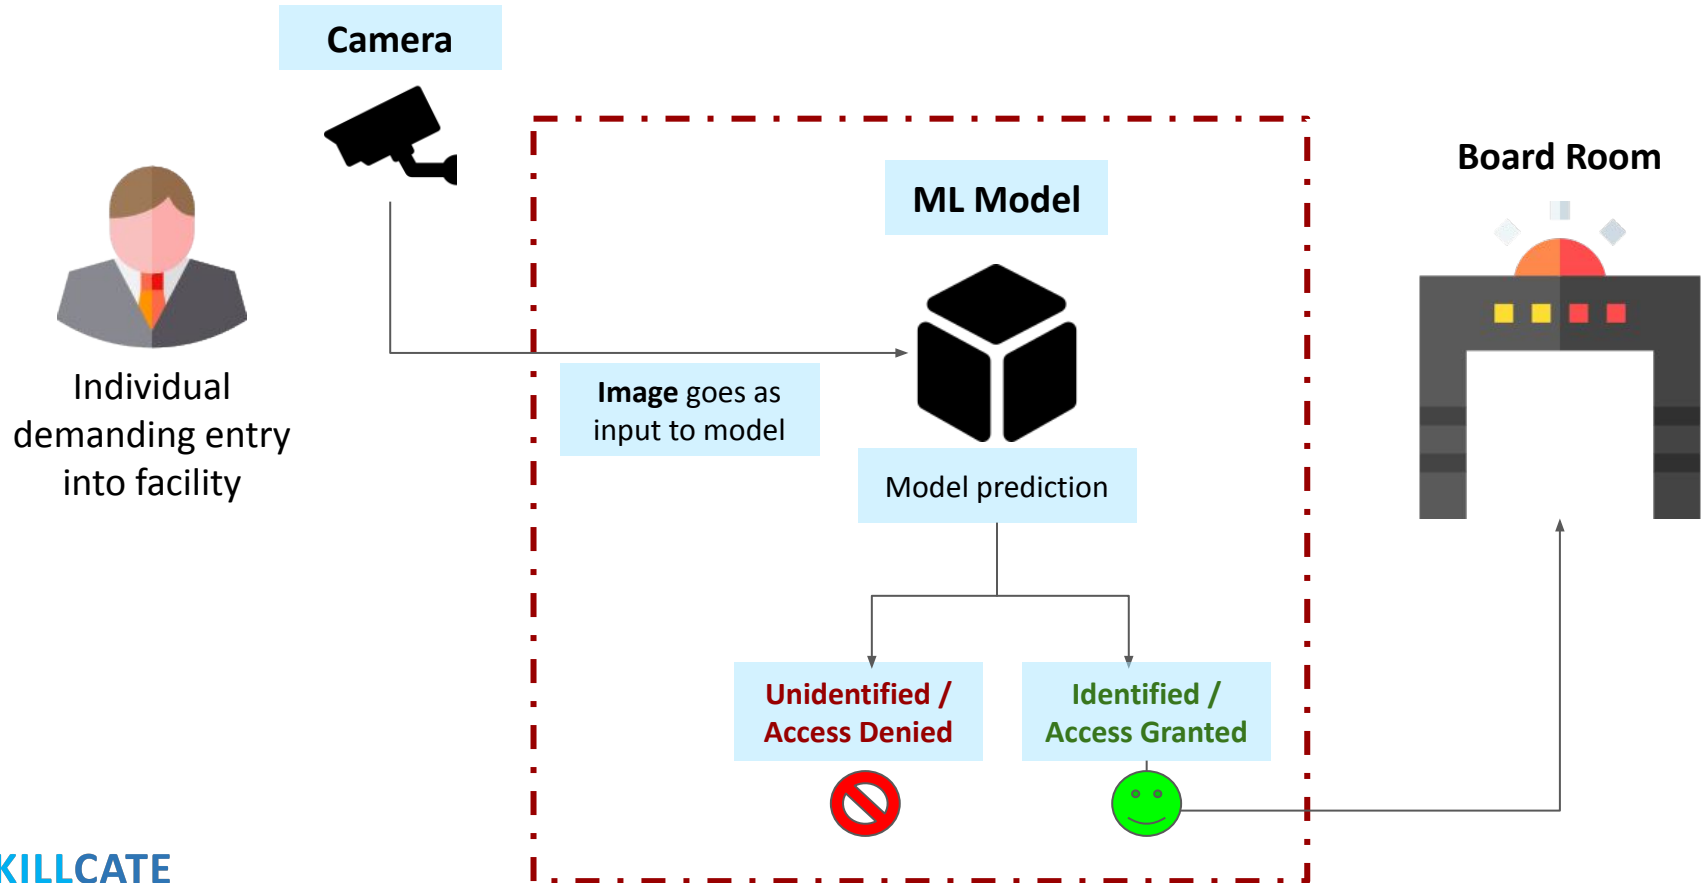 Camera
Board Room
ML Model
Individual
demanding entry
into facility
Image goes as
input to model
Model prediction
Unidentified /
Access Denied
Identified /
Access Granted
KILLCATE